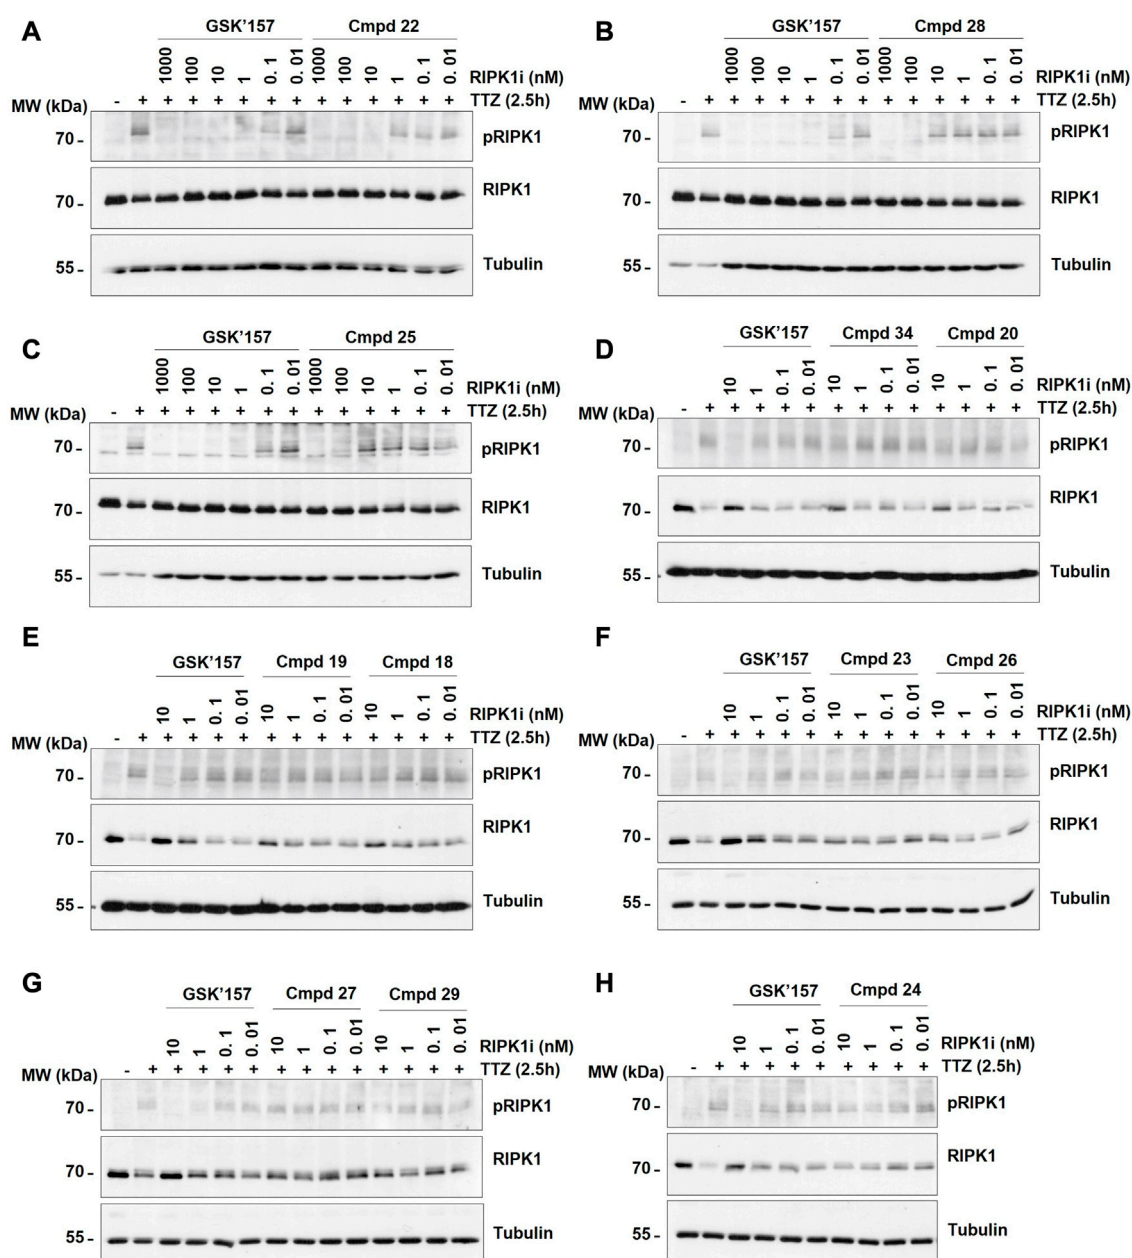 A
GSK'157 Cmpd 22
1000 100 10 1 0.1 0.01 1000 100 10 1 0.1 0.01 RIPK1i (nM)
MW (kDa) - + + + + + + + + + + + + + TTZ (2.5h)
70 - pRIPK1
70 - RIPK1
55 - Tubulin
B
GSK'157 Cmpd 28
1000 100 10 1 0.1 0.01 1000 100 10 1 0.1 0.01 RIPK1i (nM)
MW (kDa) - + + + + + + + + + + + + + TTZ (2.5h)
70 - pRIPK1
70 - RIPK1
55 - Tubulin
C
GSK'157 Cmpd 25
1000 100 10 1 0.1 0.01 1000 100 10 1 0.1 0.01 RIPK1i (nM)
MW (kDa) - + + + + + + + + + + + + + TTZ (2.5h)
70 - pRIPK1
70 - RIPK1
55 - Tubulin
D
GSK'157 Cmpd 34 Cmpd 20
10 1 0.1 0.01 10 1 0.1 0.01 10 1 0.1 0.01 RIPK1i (nM)
MW (kDa) - + + + + + + + + + + + + + TTZ (2.5h)
70 - pRIPK1
70 - RIPK1
55 - Tubulin
E
GSK'157 Cmpd 19 Cmpd 18
10 1 0.1 0.01 10 1 0.1 0.01 10 1 0.1 0.01 RIPK1i (nM)
MW (kDa) - + + + + + + + + + + + + + TTZ (2.5h)
70 - pRIPK1
70 - RIPK1
55 - Tubulin
F
GSK'157 Cmpd 23 Cmpd 26
10 1 0.1 0.01 10 1 0.1 0.01 10 1 0.1 0.01 RIPK1i (nM)
MW (kDa) - + + + + + + + + + + + + + TTZ (2.5h)
70 - pRIPK1
70 - RIPK1
55 - Tubulin
G
GSK'157 Cmpd 27 Cmpd 29
10 1 0.1 0.01 10 1 0.1 0.01 10 1 0.1 0.01 RIPK1i (nM)
MW (kDa) - + + + + + + + + + + + + + TTZ (2.5h)
70 - pRIPK1
70 - RIPK1
55 - Tubulin
H
GSK'157 Cmpd 24
10 1 0.1 0.01 10 1 0.1 0.01 RIPK1i (nM)
MW (kDa) - + + + + + + + + + TTZ (2.5h)
70 - pRIPK1
70 - RIPK1
55 - Tubulin